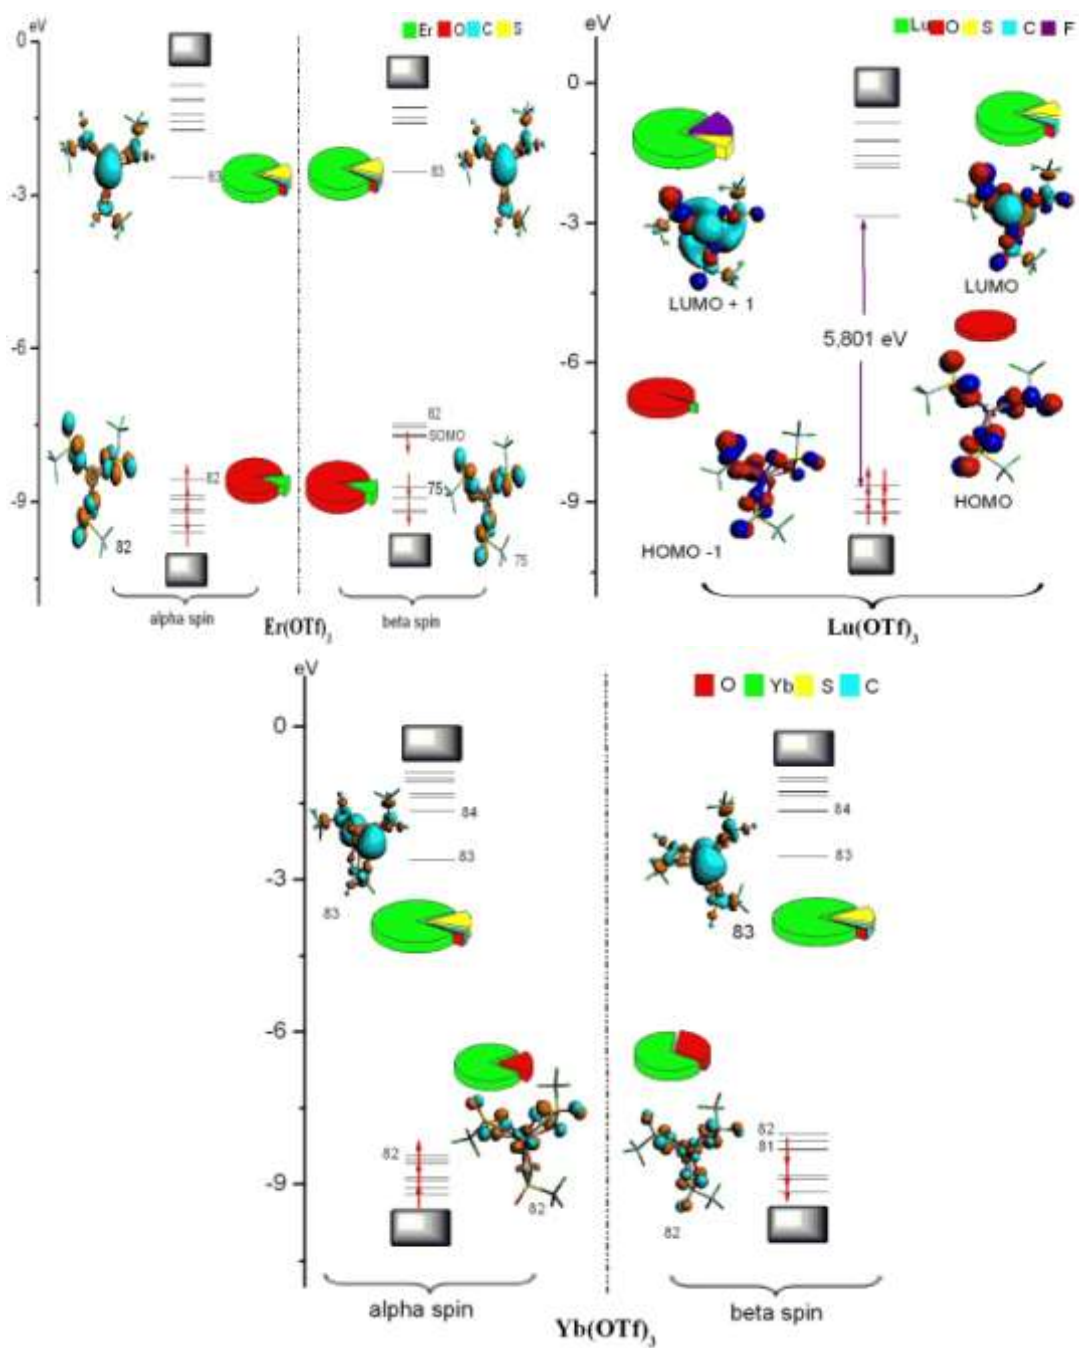 eV
Er O C S
0
-3
-6
-9
83
83
82
SOMO
82
75
82
75
alpha spin
beta spin
Er(OTf)3
Lu O S C F
0
-3
-6
-9
LUMO + 1
LUMO
5,801 eV
HOMO -1
HOMO
Lu(OTf)3
eV
O Yb S C
0
-3
-6
-9
84
83
83
84
83
83
82
82
82
81
82
alpha spin
beta spin
Yb(OTf)3